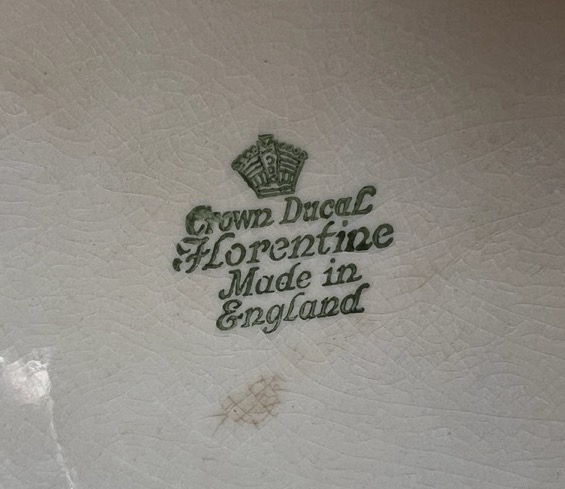 Crown Ducal
Florentine
Made in
England